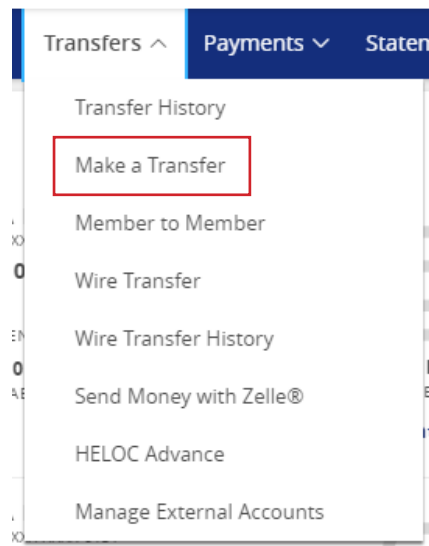 Transfers Payments
Transfer History
Make a Transfer
Member to Member
Wire Transfer
Wire Transfer History
Send Money with Zelle®
HELOC Advance
Manage External Accounts